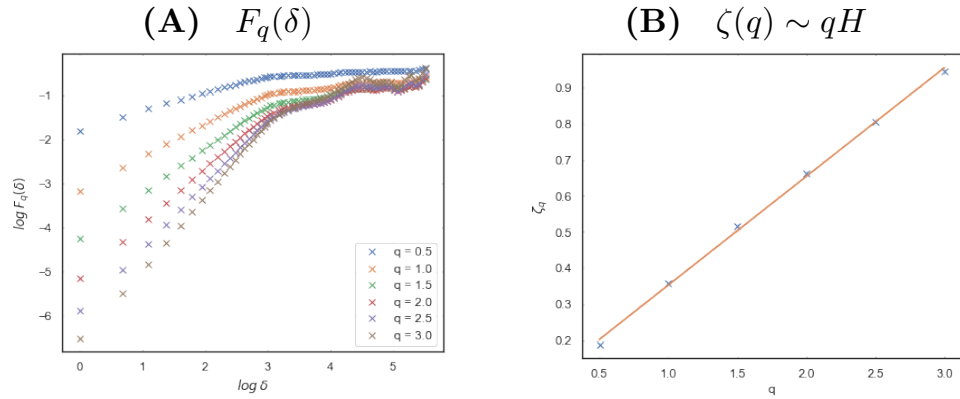 (A) F_q(δ)
log F_q(δ)
-1
-2
-3
-4
-5
-6
q = 0.5
q = 1.0
q = 1.5
q = 2.0
q = 2.5
q = 3.0
0 1 2 3 4 5
log δ
(B) ζ(q) ∼ qH
ζ_q
0.9
0.8
0.7
0.6
0.5
0.4
0.3
0.2
0.5 1.0 1.5 2.0 2.5 3.0
q